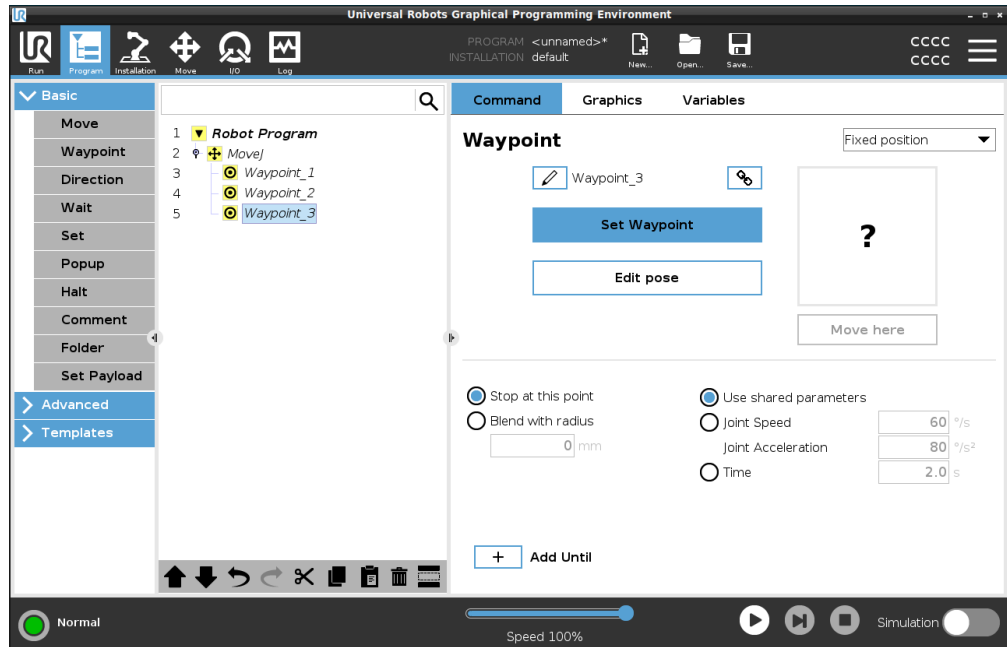 Universal Robots Graphical Programming Environment
UR
Run
Program
Installation
Move
I/O
Log
PROGRAM <unnamed>*
INSTALLATION default
New...
Open...
Save...
CCCC
CCCC
Basic
Move
Waypoint
Direction
Wait
Set
Popup
Halt
Comment
Folder
Set Payload
Advanced
Templates
1 Robot Program
2 MoveJ
3 Waypoint_1
4 Waypoint_2
5 Waypoint_3
Command Graphics Variables
Waypoint
Fixed position
Waypoint_3
Set Waypoint
Edit pose
?
Move here
Stop at this point
Blend with radius
0 mm
Use shared parameters
Joint Speed 60 °/s
Joint Acceleration 80 °/s²
Time 2.0 s
+ Add Until
Normal
Speed 100%
Simulation